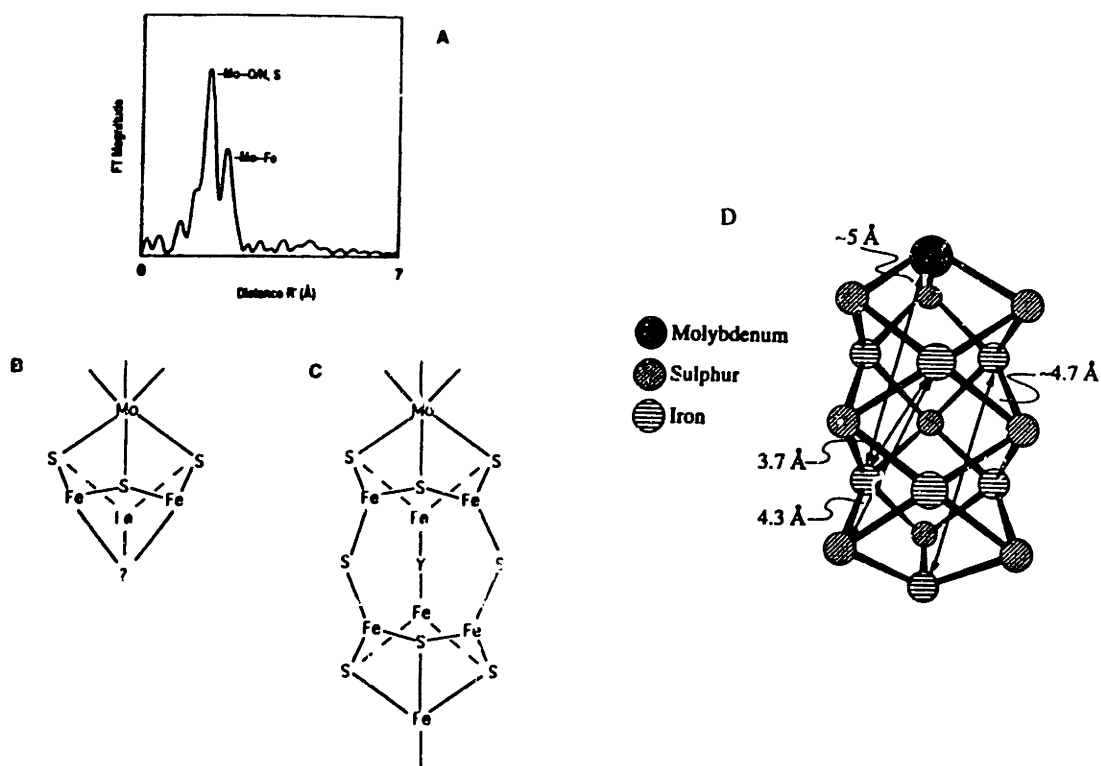 A
–Mo–O/N, S
–Mo–Fe
FT Magnitude
0
7
Distance R' (Å)
B
Mo
S
S
Fe
S
Fe
?
C
Mo
S
S
Fe
S
Fe
Fe
S
Y
S
Fe
Fe
S
Fe
S
S
Fe
D
~5 Å
Molybdenum
Sulphur
Iron
~4.7 Å
3.7 Å
4.3 Å